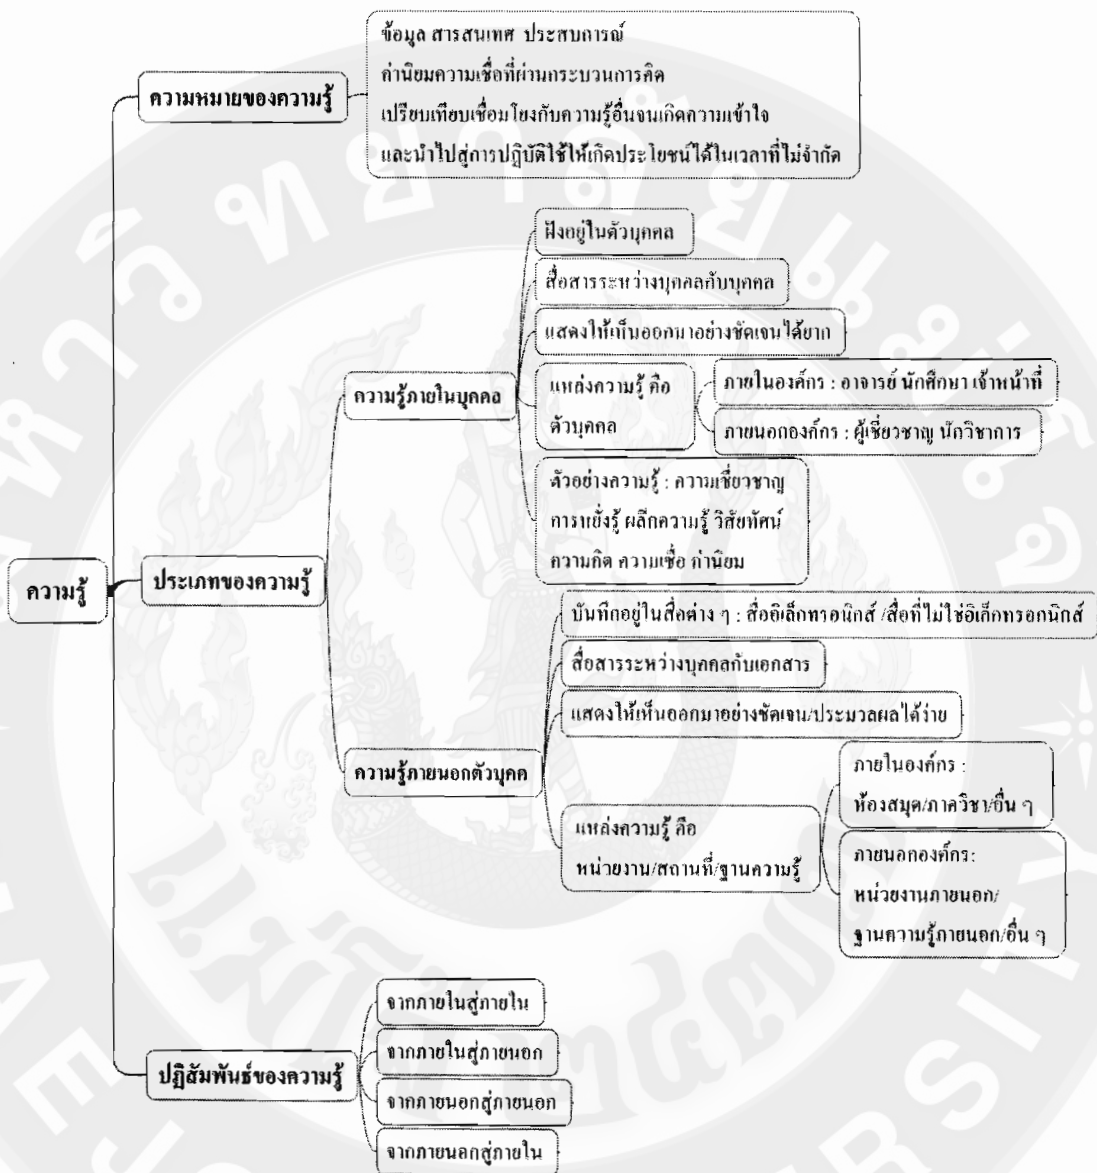 ข้อมูล สารสนเทศ ประสบการณ์
ค่านิยมความเชื่อที่ผ่านกระบวนการคิด
เปรียบเทียบเชื่อมโยงกับความรู้อื่นจนเกิดความเข้าใจ
และนำไปสู่การปฏิบัติใช้ให้เกิดประโยชน์ได้ในเวลาที่ไม่จำกัด
ความหมายของความรู้
ฝังอยู่ในตัวบุคคล
สื่อสารระหว่างบุคคลกับบุคคล
แสดงให้เห็นออกมาอย่างชัดเจนได้ยาก
ความรู้ภายในบุคคล
แหล่งความรู้ คือ
ตัวบุคคล
ภายในองค์กร : อาจารย์ นักศึกษา เจ้าหน้าที่
ภายนอกองค์กร : ผู้เชี่ยวชาญ นักวิชาการ
ตัวอย่างความรู้ : ความเชี่ยวชาญ
การหยั่งรู้ ผลึกความรู้ วิสัยทัศน์
ความคิด ความเชื่อ ค่านิยม
ความรู้
ประเภทของความรู้
บันทึกอยู่ในสื่อต่าง ๆ : สื่ออิเล็กทรอนิกส์ /สื่อที่ไม่ใช่อิเล็กทรอกนิกส์
สื่อสารระหว่างบุคคลกับเอกสาร
แสดงให้เห็นออกมาอย่างชัดเจน/ประมวลผลได้ง่าย
ความรู้ภายนอกตัวบุคค
แหล่งความรู้ คือ
หน่วยงาน/สถานที่/ฐานความรู้
ภายในองค์กร :
ห้องสมุด/ภาควิชา/อื่น ๆ
ภายนอกองค์กร:
หน่วยงานภายนอก/
ฐานความรู้ภายนอก/อื่น ๆ
ปฏิสัมพันธ์ของความรู้
จากภายในสู่ภายใน
จากภายในสู่ภายนอก
จากภายนอกสู่ภายนอก
จากภายนอกสู่ภายใน